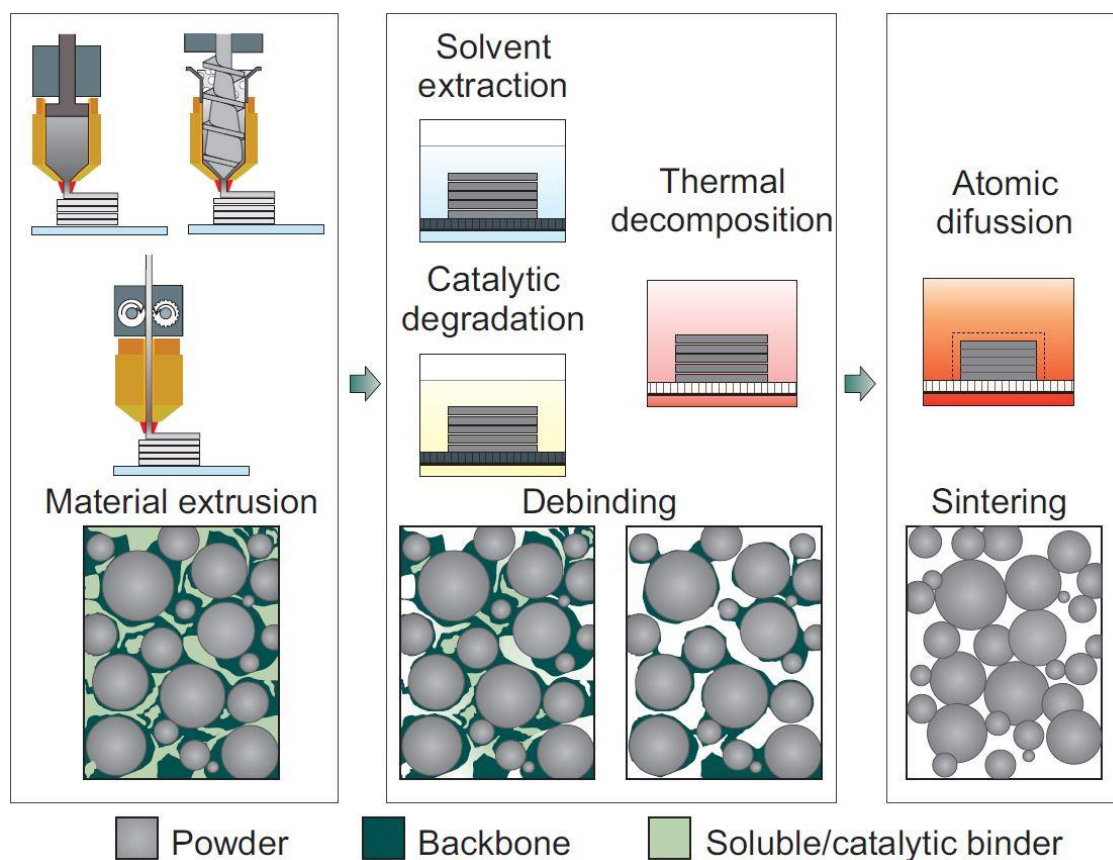 Solvent
extraction
Thermal
decomposition
Atomic
difussion
Catalytic
degradation
Material extrusion
Debinding
Sintering
Powder
Backbone
Soluble/catalytic binder